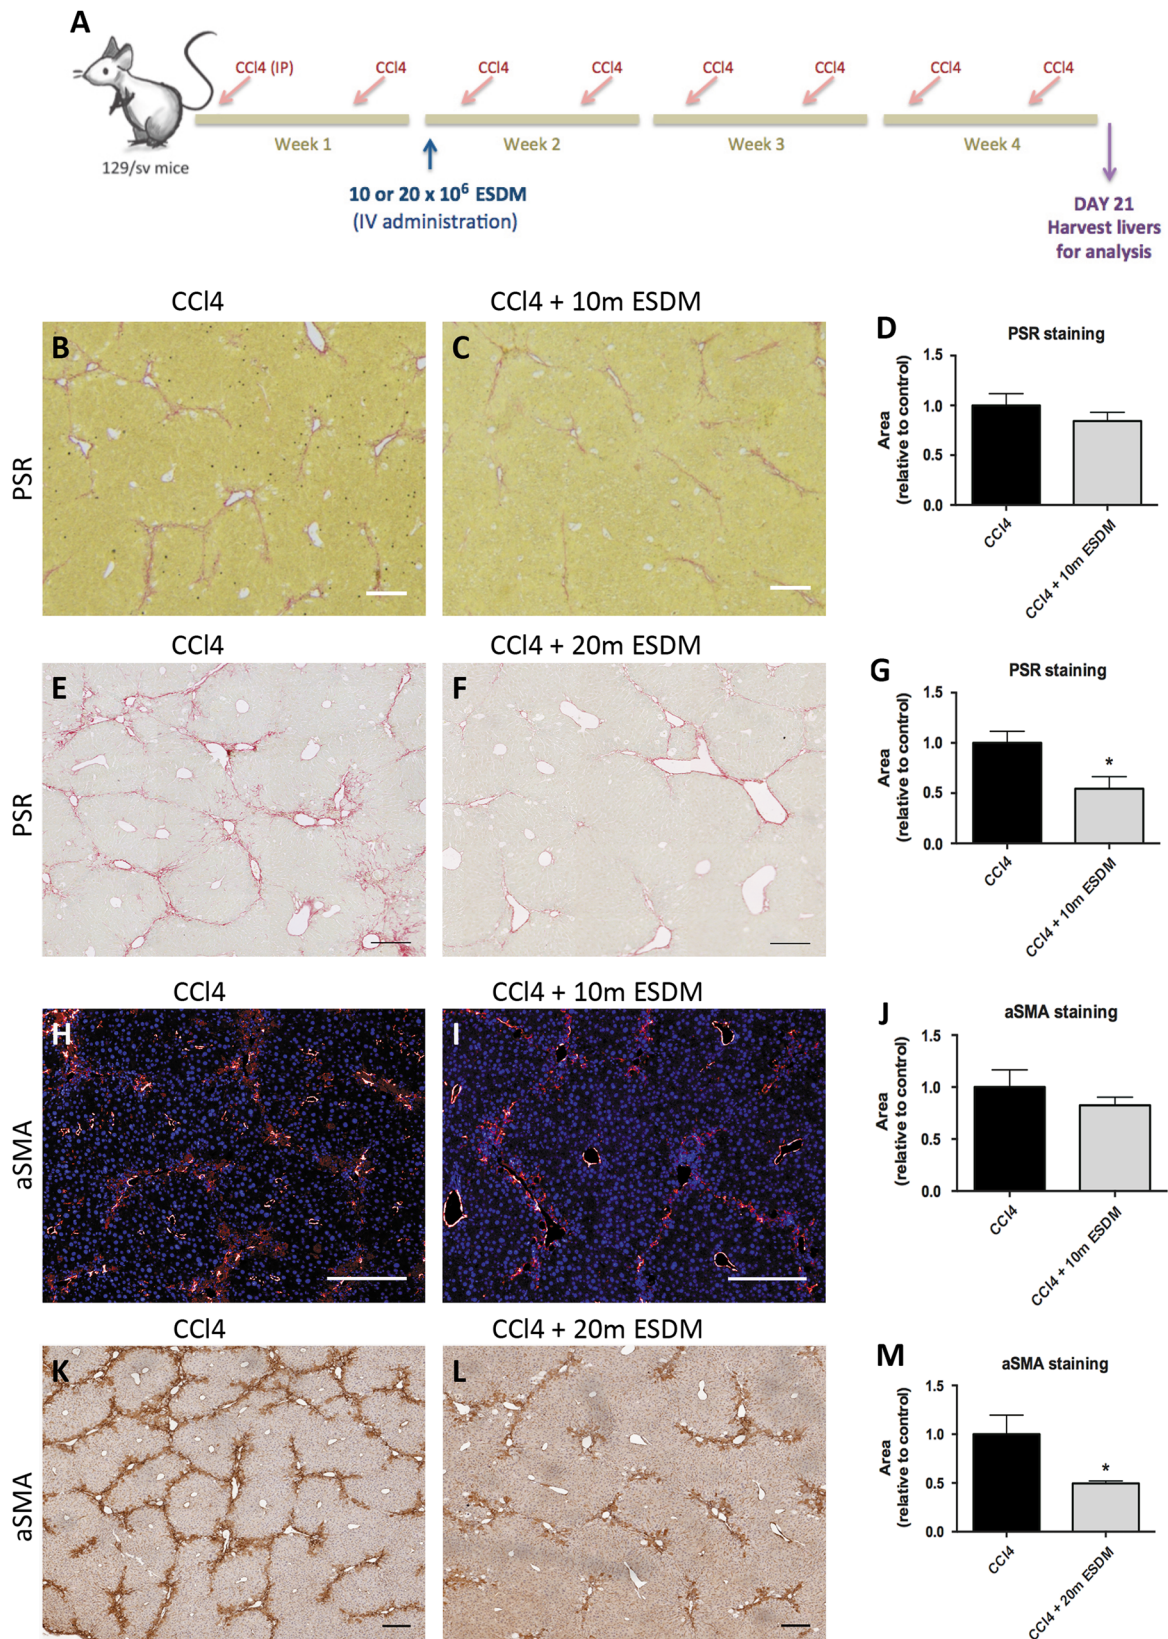 A
CCl4 (IP)
CCl4
CCl4
CCl4
CCl4
CCl4
CCl4
CCl4
Week 1
Week 2
Week 3
Week 4
129/sv mice
10 or 20 x 10⁶ ESDM
(IV administration)
DAY 21
Harvest livers
for analysis
CCl4
CCl4 + 10m ESDM
PSR
B
C
D
PSR staining
Area
(relative to control)
1.5
1.0
0.5
0.0
CCl4
CCl4 + 10m ESDM
CCl4
CCl4 + 20m ESDM
PSR
E
F
G
PSR staining
Area
(relative to control)
1.5
1.0
0.5
0.0
*
CCl4
CCl4 + 10m ESDM
CCl4
CCl4 + 10m ESDM
aSMA
H
I
J
aSMA staining
Area
(relative to control)
1.5
1.0
0.5
0.0
CCl4
CCl4 + 10m ESDM
CCl4
CCl4 + 20m ESDM
aSMA
K
L
M
aSMA staining
Area
(relative to control)
1.5
1.0
0.5
0.0
*
CCl4
CCl4 + 20m ESDM